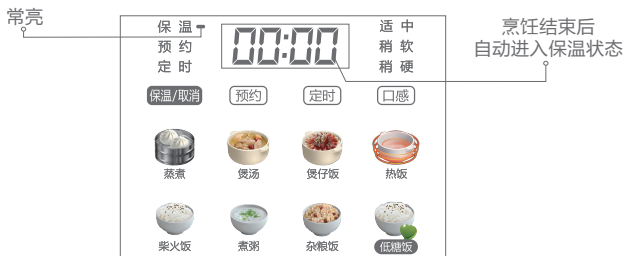 常亮
保温
预约
定时
00:00
适中
稍软
稍硬
烹饪结束后
自动进入保温状态
保温/取消 预约 定时 口感
蒸煮 煲汤 煲仔饭 热饭
柴火饭 煮粥 杂粮饭 低糖饭